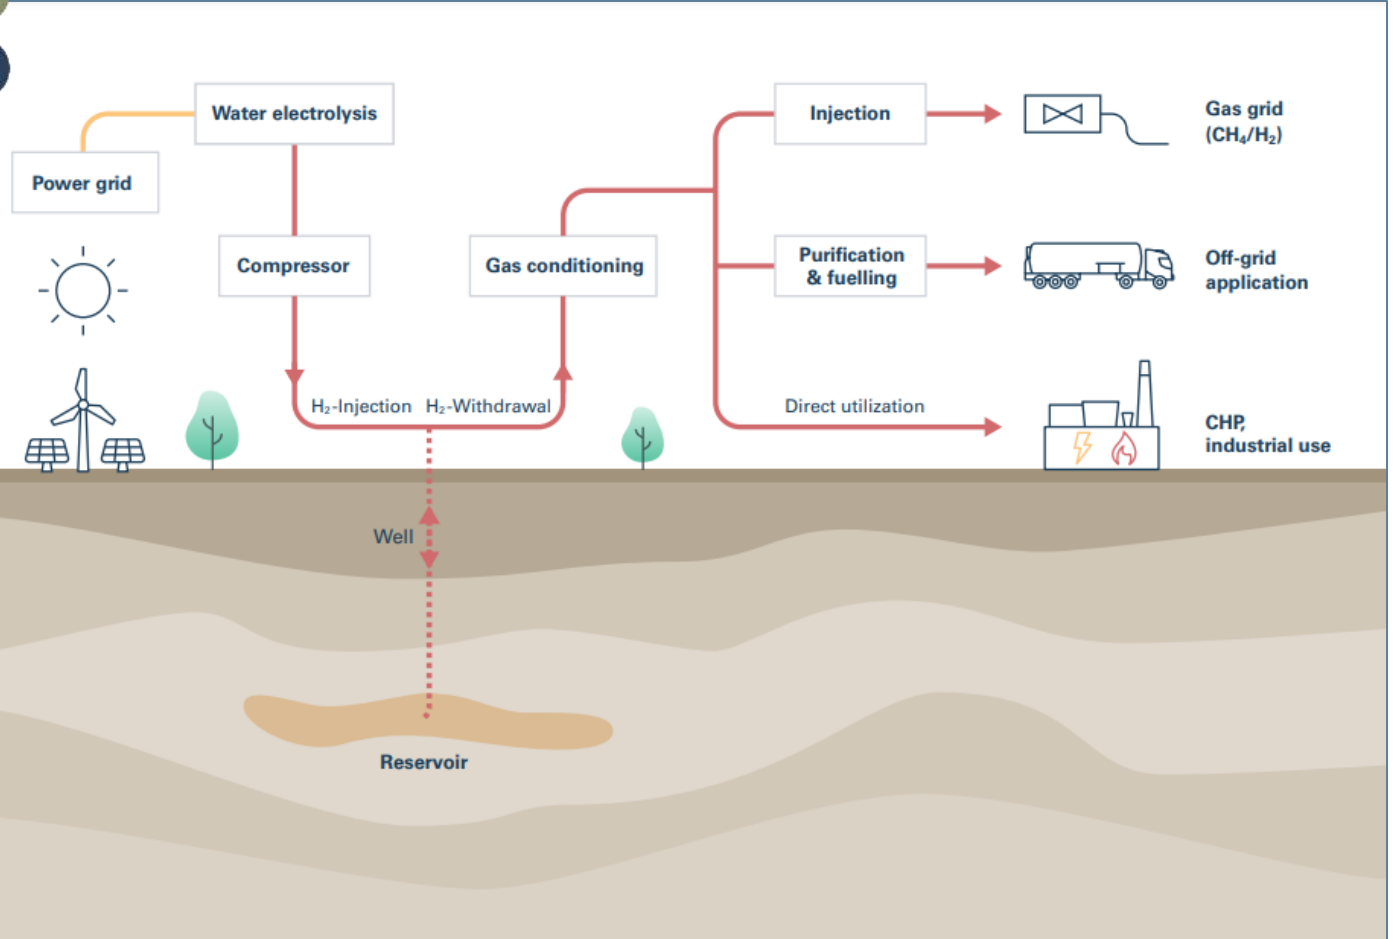 Water electrolysis
Power grid
Compressor
Gas conditioning
Injection
Gas grid
(CH₄/H₂)
Purification
& fuelling
Off-grid
application
H₂-Injection
H₂-Withdrawal
Direct utilization
CHP,
industrial use
Well
Reservoir